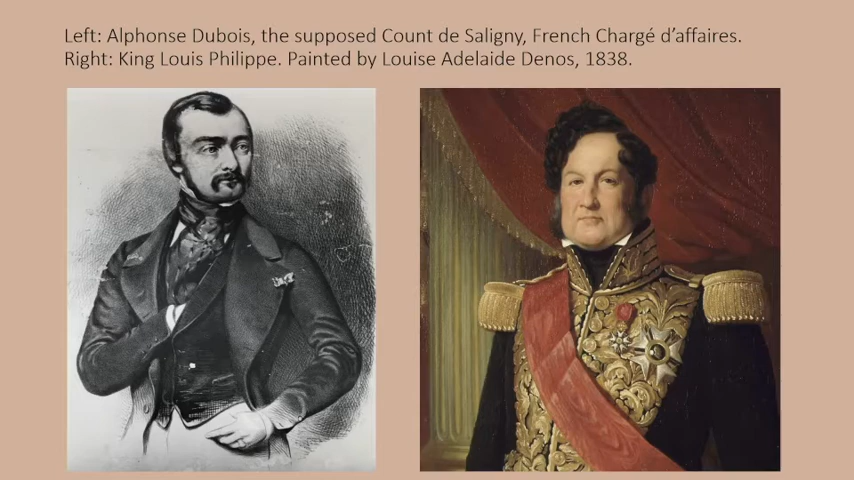 Left: Alphonse Dubois, the supposed Count de Saligny, French Chargé d’affaires.
Right: King Louis Philippe. Painted by Louise Adelaide Denos, 1838.